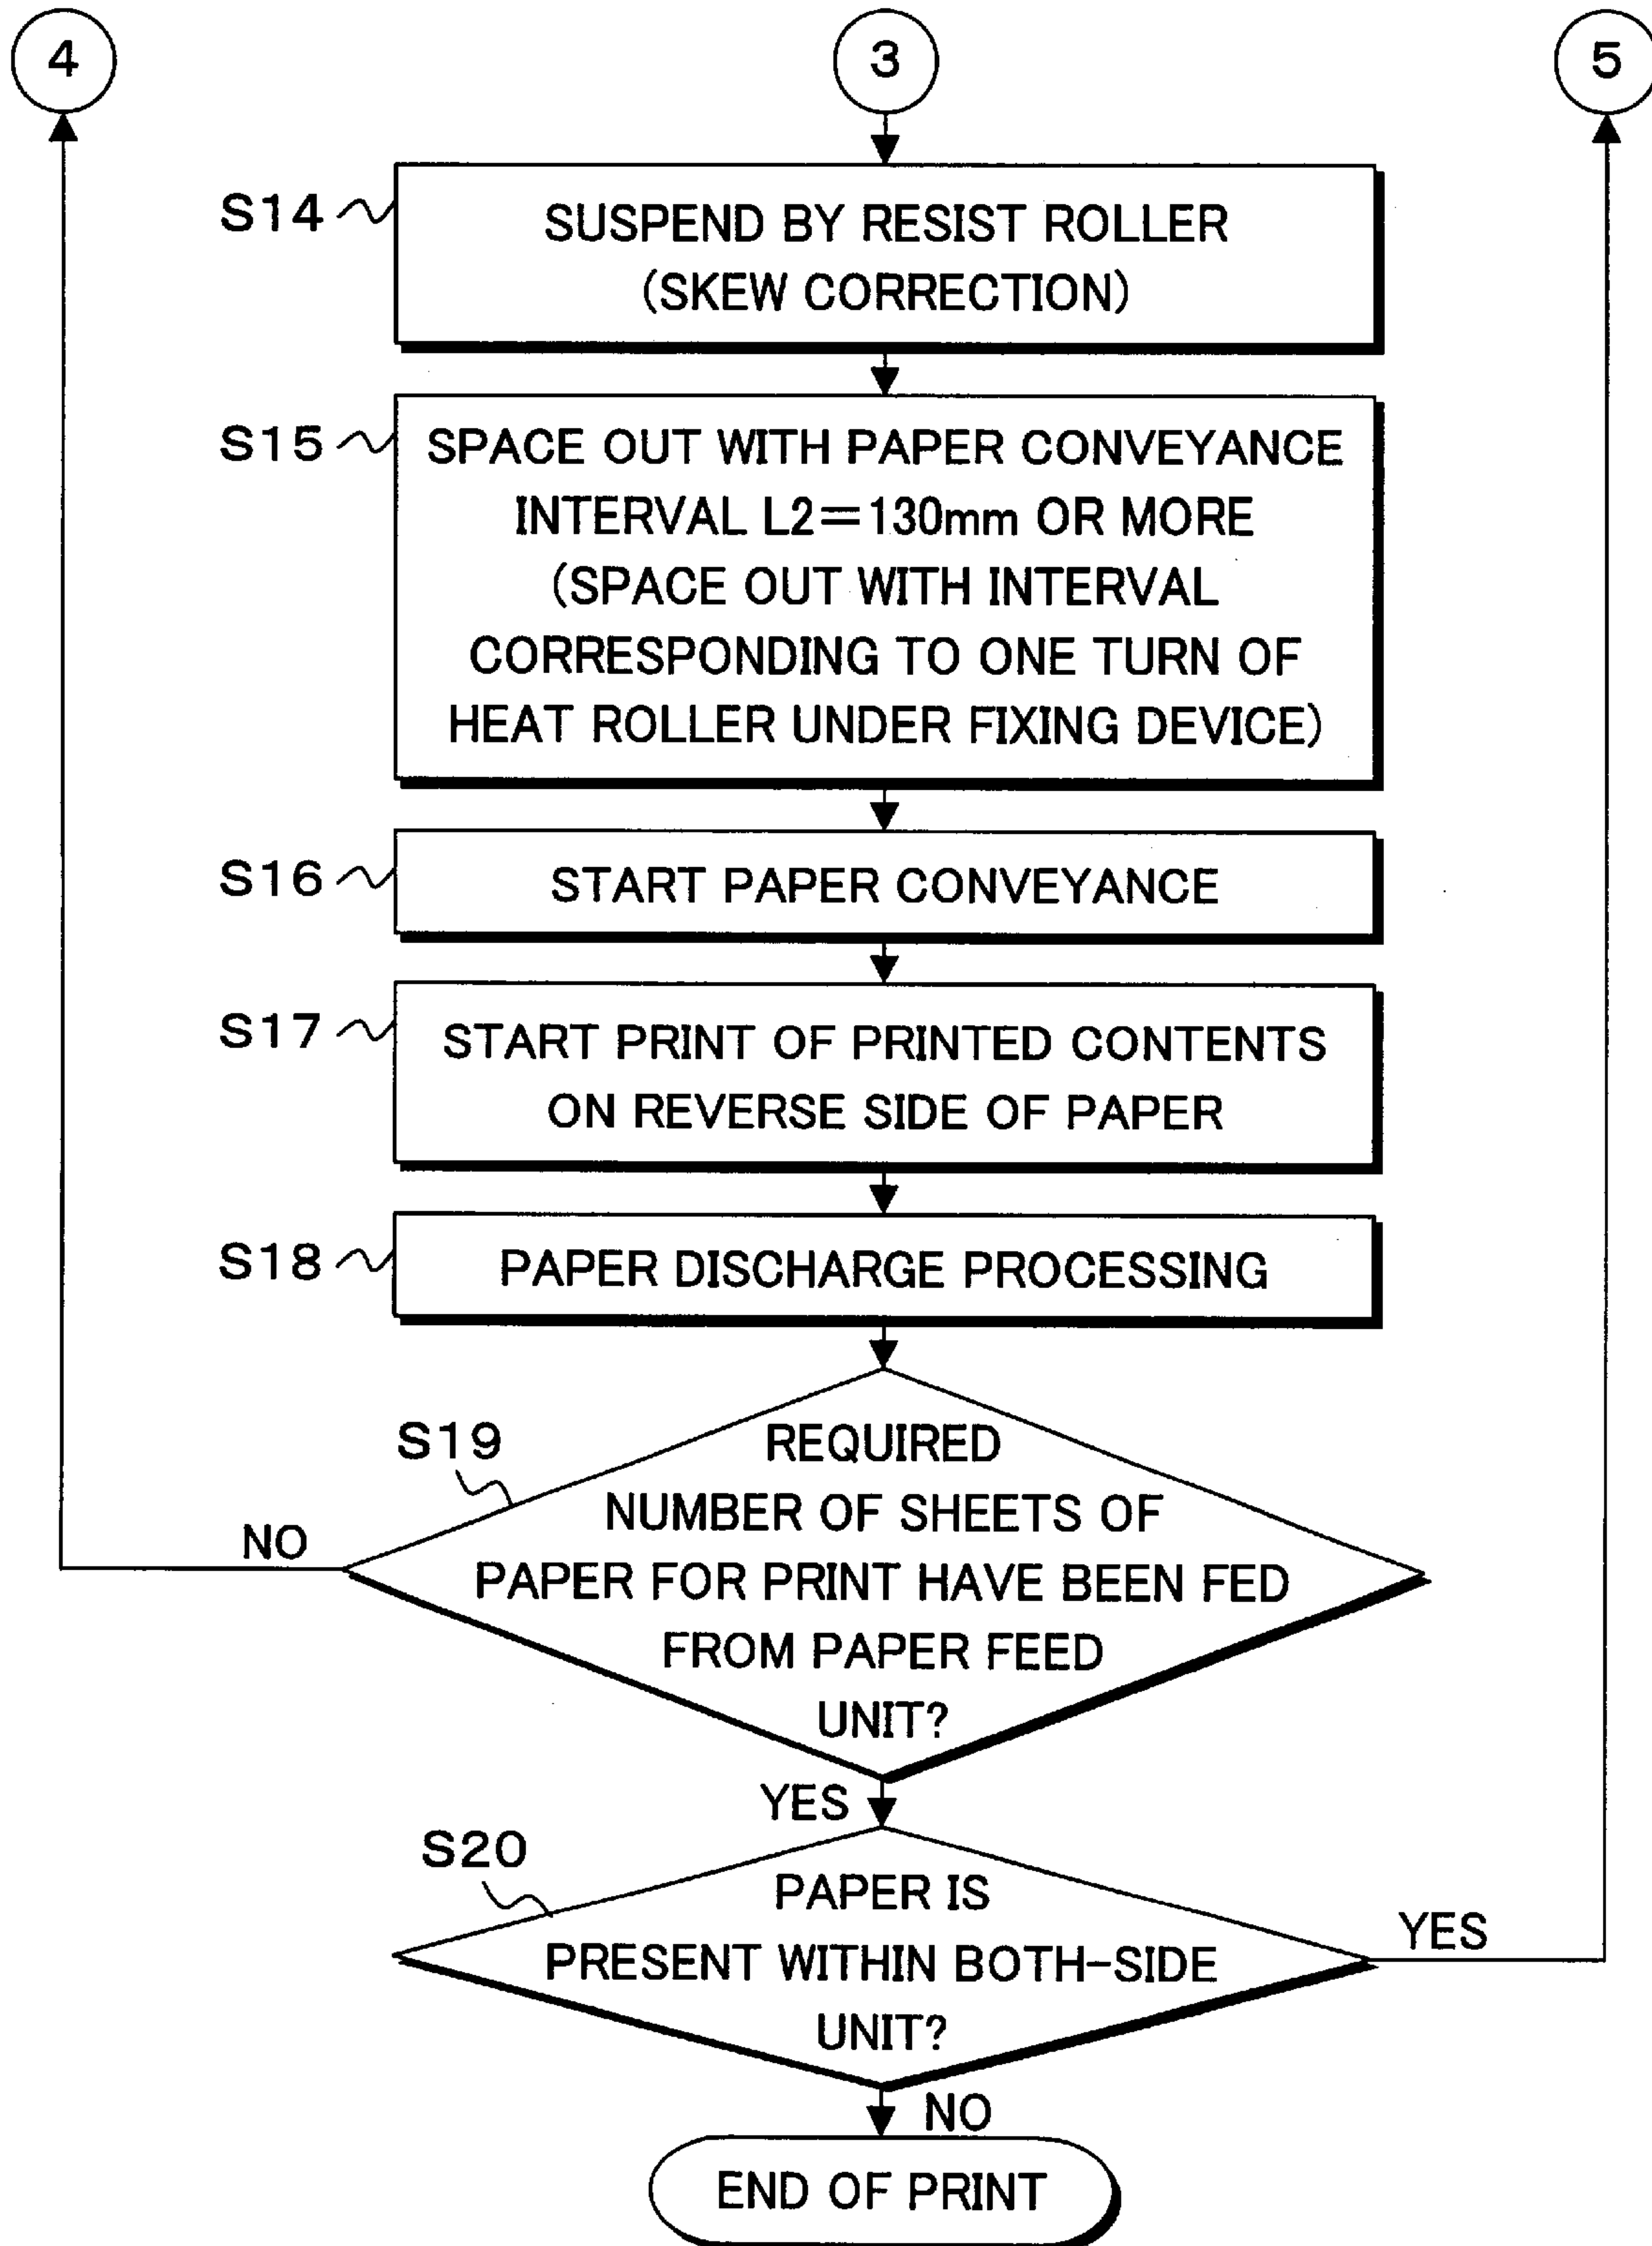 4
3
5
S14
SUSPEND BY RESIST ROLLER
(SKEW CORRECTION)
S15
SPACE OUT WITH PAPER CONVEYANCE
INTERVAL L2=130mm OR MORE
(SPACE OUT WITH INTERVAL
CORRESPONDING TO ONE TURN OF
HEAT ROLLER UNDER FIXING DEVICE)
S16
START PAPER CONVEYANCE
S17
START PRINT OF PRINTED CONTENTS
ON REVERSE SIDE OF PAPER
S18
PAPER DISCHARGE PROCESSING
S19
REQUIRED
NUMBER OF SHEETS OF
PAPER FOR PRINT HAVE BEEN FED
FROM PAPER FEED
UNIT?
NO
YES
S20
PAPER IS
PRESENT WITHIN BOTH-SIDE
UNIT?
YES
NO
END OF PRINT